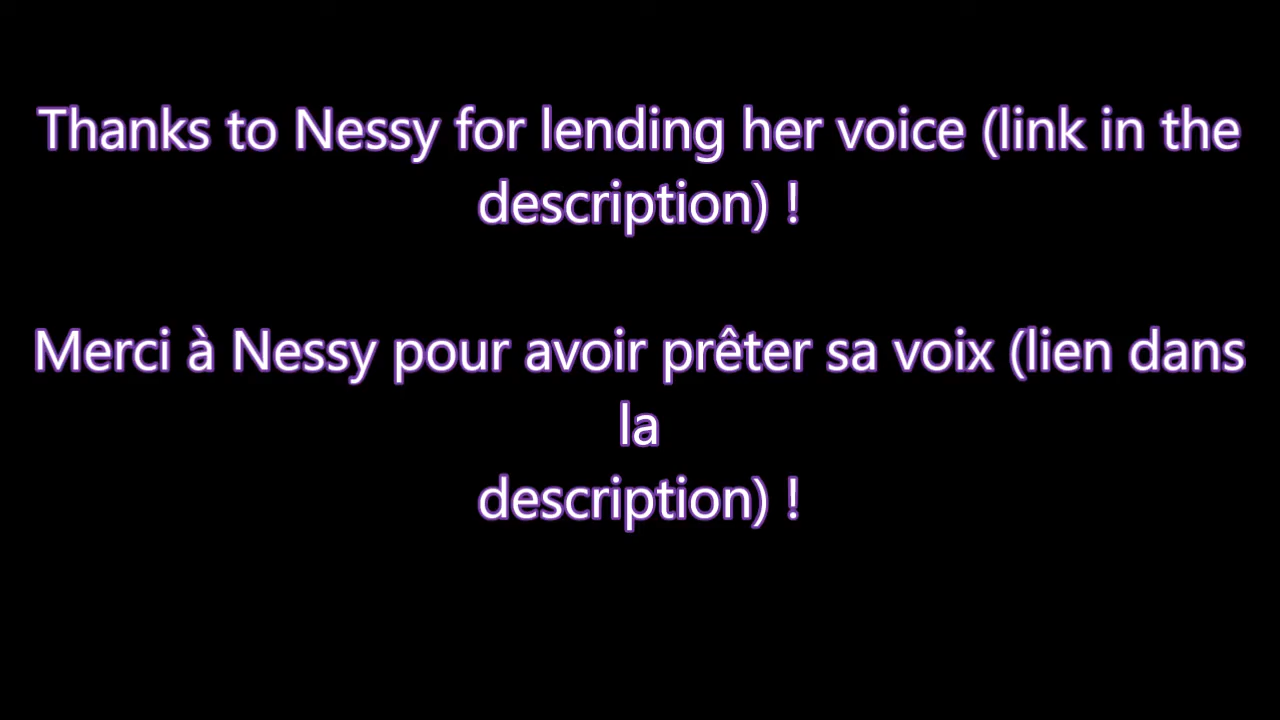 Thanks to Nessy for lending her voice (link in the
description) !
Merci à Nessy pour avoir prêter sa voix (lien dans
la
description) !